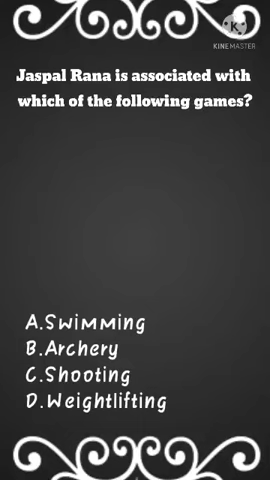 K
KINEMASTER
Jaspal Rana is associated with
which of the following games?
A.Swimming
B.Archery
C.Shooting
D.Weightlifting